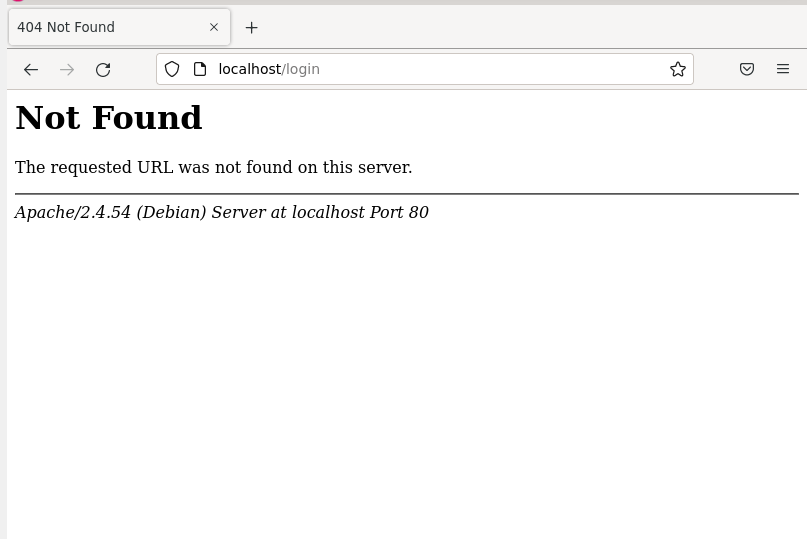 404 Not Found
localhost/login
Not Found
The requested URL was not found on this server.
Apache/2.4.54 (Debian) Server at localhost Port 80